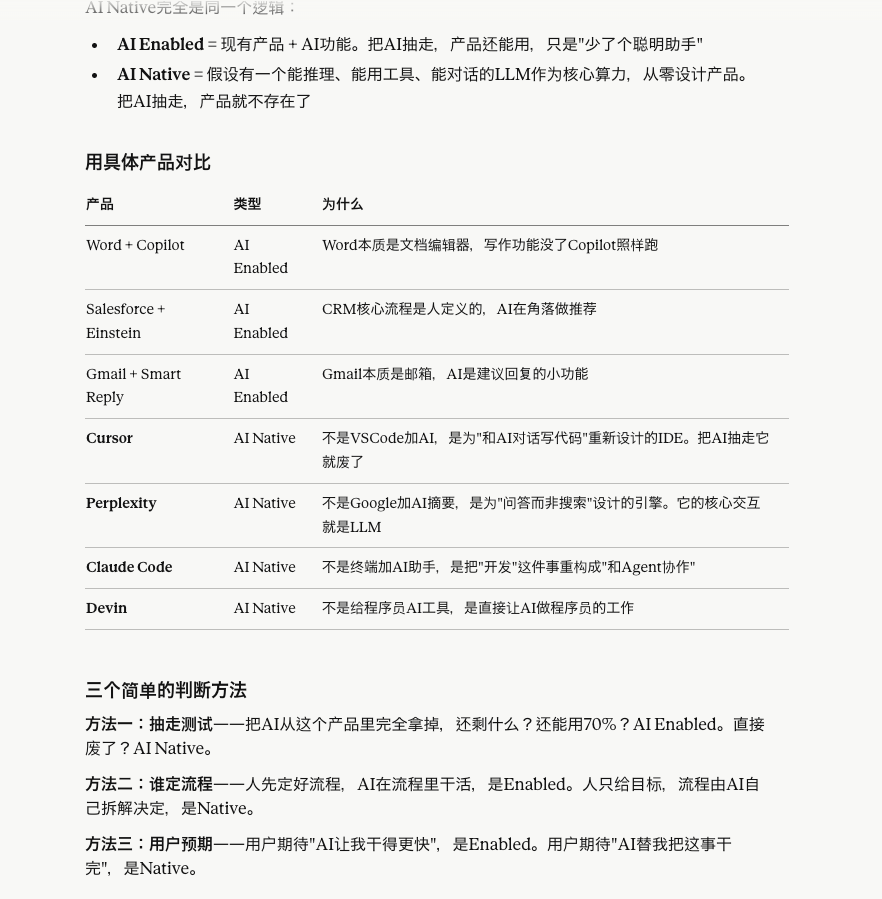 AI Native完全是同一个逻辑：
• AI Enabled = 现有产品 + AI功能。把AI抽走，产品还能用，只是"少了个聪明助手"
• AI Native = 假设有一个能推理、能用工具、能对话的LLM作为核心算力，从零设计产品。
把AI抽走，产品就不存在了
用具体产品对比
产品 类型 为什么
Word + Copilot AI Word本质是文档编辑器，写作功能没了Copilot照样跑
Enabled
Salesforce + AI CRM核心流程是人定义的，AI在角落做推荐
Einstein Enabled
Gmail + Smart AI Gmail本质是邮箱，AI是建议回复的小功能
Reply Enabled
Cursor AI Native 不是VSCode加AI，是为"和AI对话写代码"重新设计的IDE。把AI抽走它
就废了
Perplexity AI Native 不是Google加AI摘要，是为"问答而非搜索"设计的引擎。它的核心交互
就是LLM
Claude Code AI Native 不是终端加AI助手，是把"开发"这件事重构成"和Agent协作"
Devin AI Native 不是给程序员AI工具，是直接让AI做程序员的工作
三个简单的判断方法
方法一：抽走测试——把AI从这个产品里完全拿掉，还剩什么？还能用70%？AI Enabled。直接
废了？AI Native。
方法二：谁定流程——人先定好流程，AI在流程里干活，是Enabled。人只给目标，流程由AI自
己拆解决定，是Native。
方法三：用户预期——用户期待"AI让我干得更快"，是Enabled。用户期待"AI替我把这事干
完"，是Native。